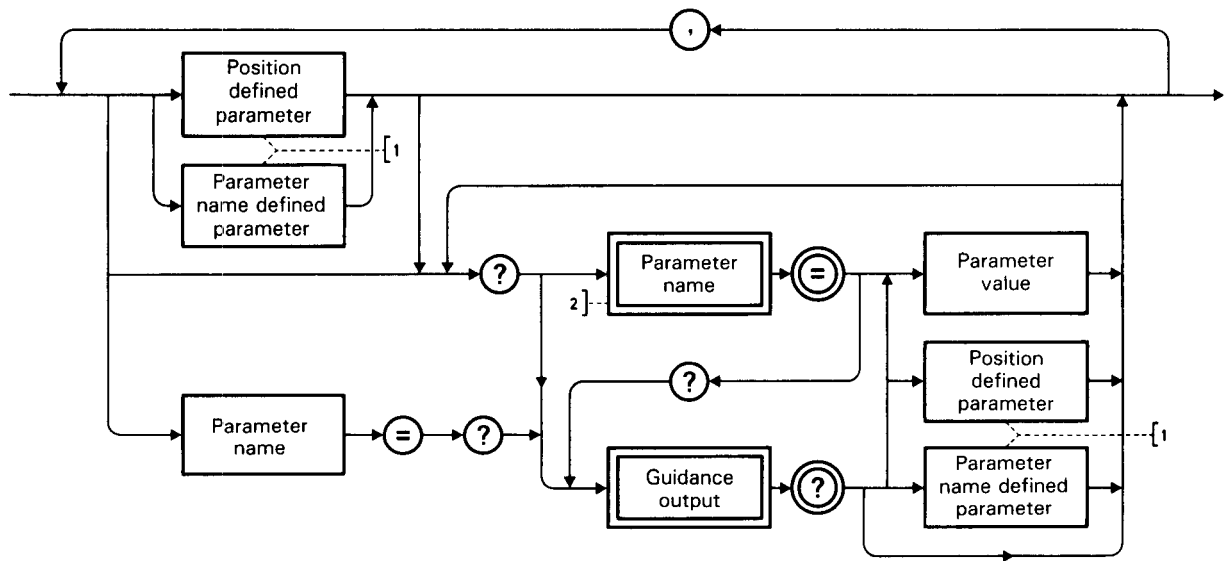 ,
Position
defined
parameter
1
Parameter
name defined
parameter
?
Parameter
name
=
Parameter
value
2
?
Position
defined
parameter
Parameter
name
=
?
1
Guidance
output
?
Parameter
name defined
parameter